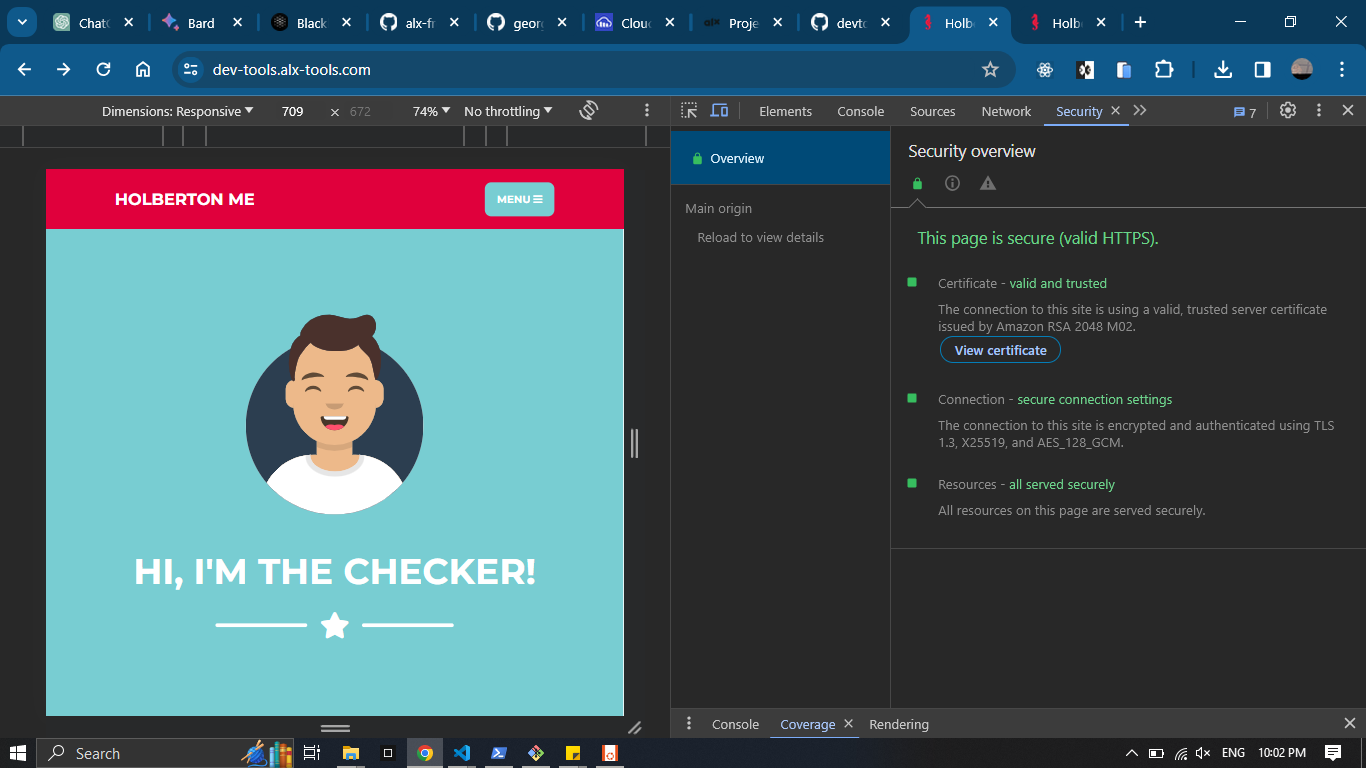 Chat
Bard
Black
alx-fr
georg
Clou
alx
Proje
devto
Holb
Holb
dev-tools.alx-tools.com
Dimensions: Responsive
709
×
672
74%
No throttling
Elements
Console
Sources
Network
Security
7
Overview
Main origin
Reload to view details
Security overview
This page is secure (valid HTTPS).
Certificate - valid and trusted
The connection to this site is using a valid, trusted server certificate
issued by Amazon RSA 2048 M02.
View certificate
Connection - secure connection settings
The connection to this site is encrypted and authenticated using TLS
1.3, X25519, and AES_128_GCM.
Resources - all served securely
All resources on this page are served securely.
HOLBERTON ME
MENU
HI, I'M THE CHECKER!
Console
Coverage
Rendering
Search
ENG
10:02 PM